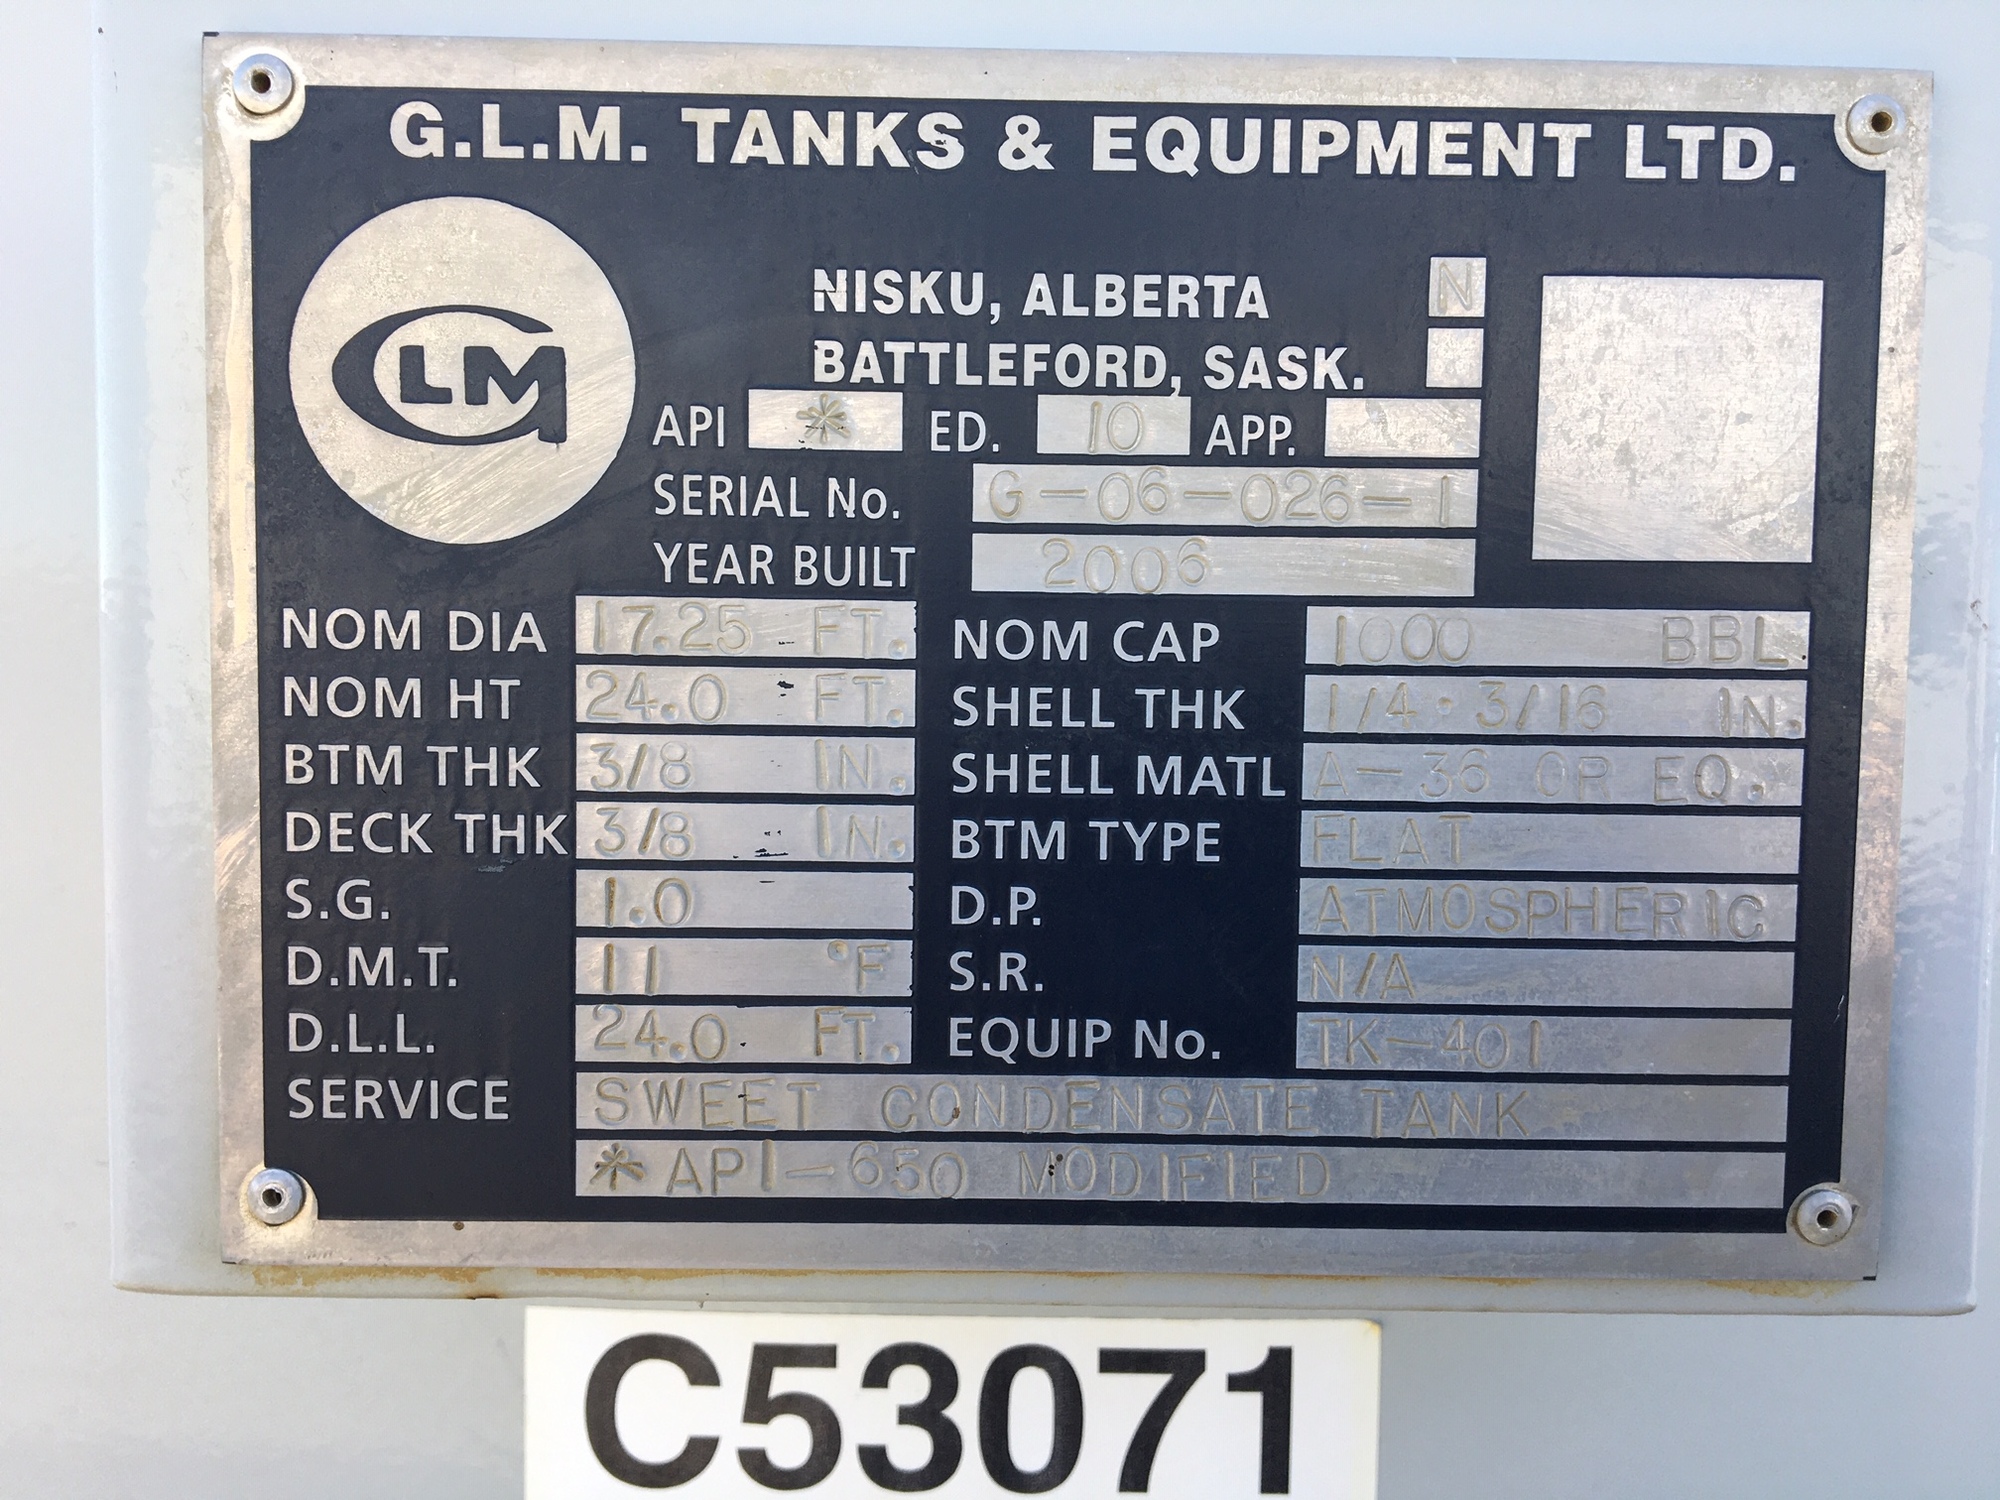 G.L.M. TANKS & EQUIPMENT LTD.
GLM
NISKU, ALBERTA N
BATTLEFORD, SASK.
API * ED. 10 APP.
SERIAL No. G-06-026-1
YEAR BUILT 2006
NOM DIA 17.25 FT. NOM CAP 1000 BBL.
NOM HT 24.0 FT. SHELL THK 1/4 · 3/16 IN.
BTM THK 3/8 IN. SHELL MATL A-36 OR EQ.
DECK THK 3/8 IN. BTM TYPE FLAT
S.G. 1.0 D.P. ATMOSPHERIC
D.M.T. 11 °F S.R. N/A
D.L.L. 24.0 FT. EQUIP No. TK-401
SERVICE SWEET CONDENSATE TANK
* API-650 MODIFIED
C53071